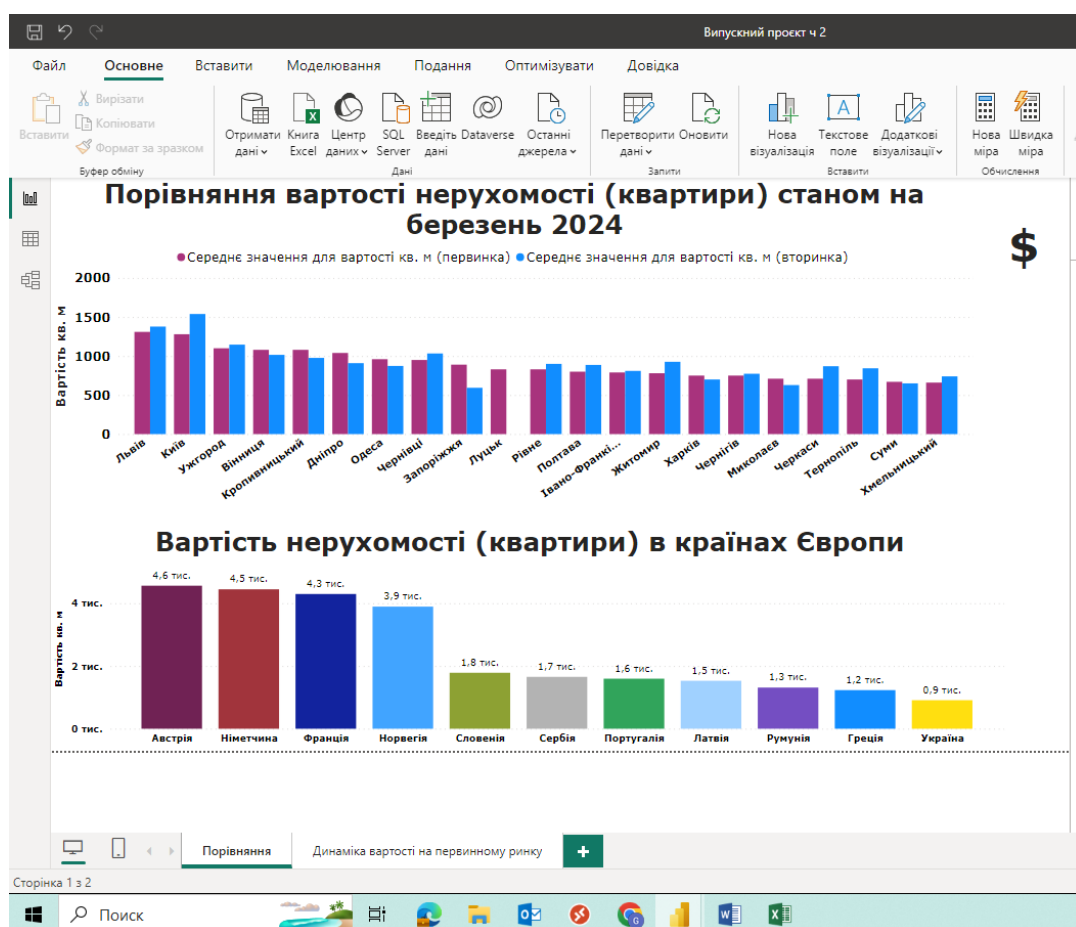 Випускний проєкт ч 2
Файл Основне Вставити Моделювання Подання Оптимізувати Довідка
Вставити
Вирізати
Копіювати
Формат за зразком
Буфер обміну
Отримати дані
Книга Excel
Центр даних
SQL Server
Введіть дані
Dataverse
Останні джерела
Дані
Перетворити дані
Оновити
Запити
Нова візуалізація
Текстове поле
Додаткові візуалізації
Вставити
Нова міра
Швидка міра
Обчислення
Порівняння вартості нерухомості (квартири) станом на
березень 2024
$
Середнє значення для вартості кв. м (первинка) Середнє значення для вартості кв. м (вторинка)
Вартість кв. м
2000
1500
1000
500
0
Львів Київ Ужгород Вінниця Кропивницький Дніпро Одеса Чернівці Запоріжжя Луцьк Рівне Полтава Івано-Франкі... Житомир Харків Чернігів Миколаєв Черкаси Тернопіль Суми Хмельницький
Вартість нерухомості (квартири) в країнах Європи
Вартість кв. м
4 тис.
2 тис.
0 тис.
4,6 тис. 4,5 тис. 4,3 тис. 3,9 тис. 1,8 тис. 1,7 тис. 1,6 тис. 1,5 тис. 1,3 тис. 1,2 тис. 0,9 тис.
Австрія Німетчина Франція Норвегія Словенія Сербія Португалія Латвія Румунія Греція Україна
Порівняння Динаміка вартості на первинному ринку +
Сторінка 1 з 2
Поиск